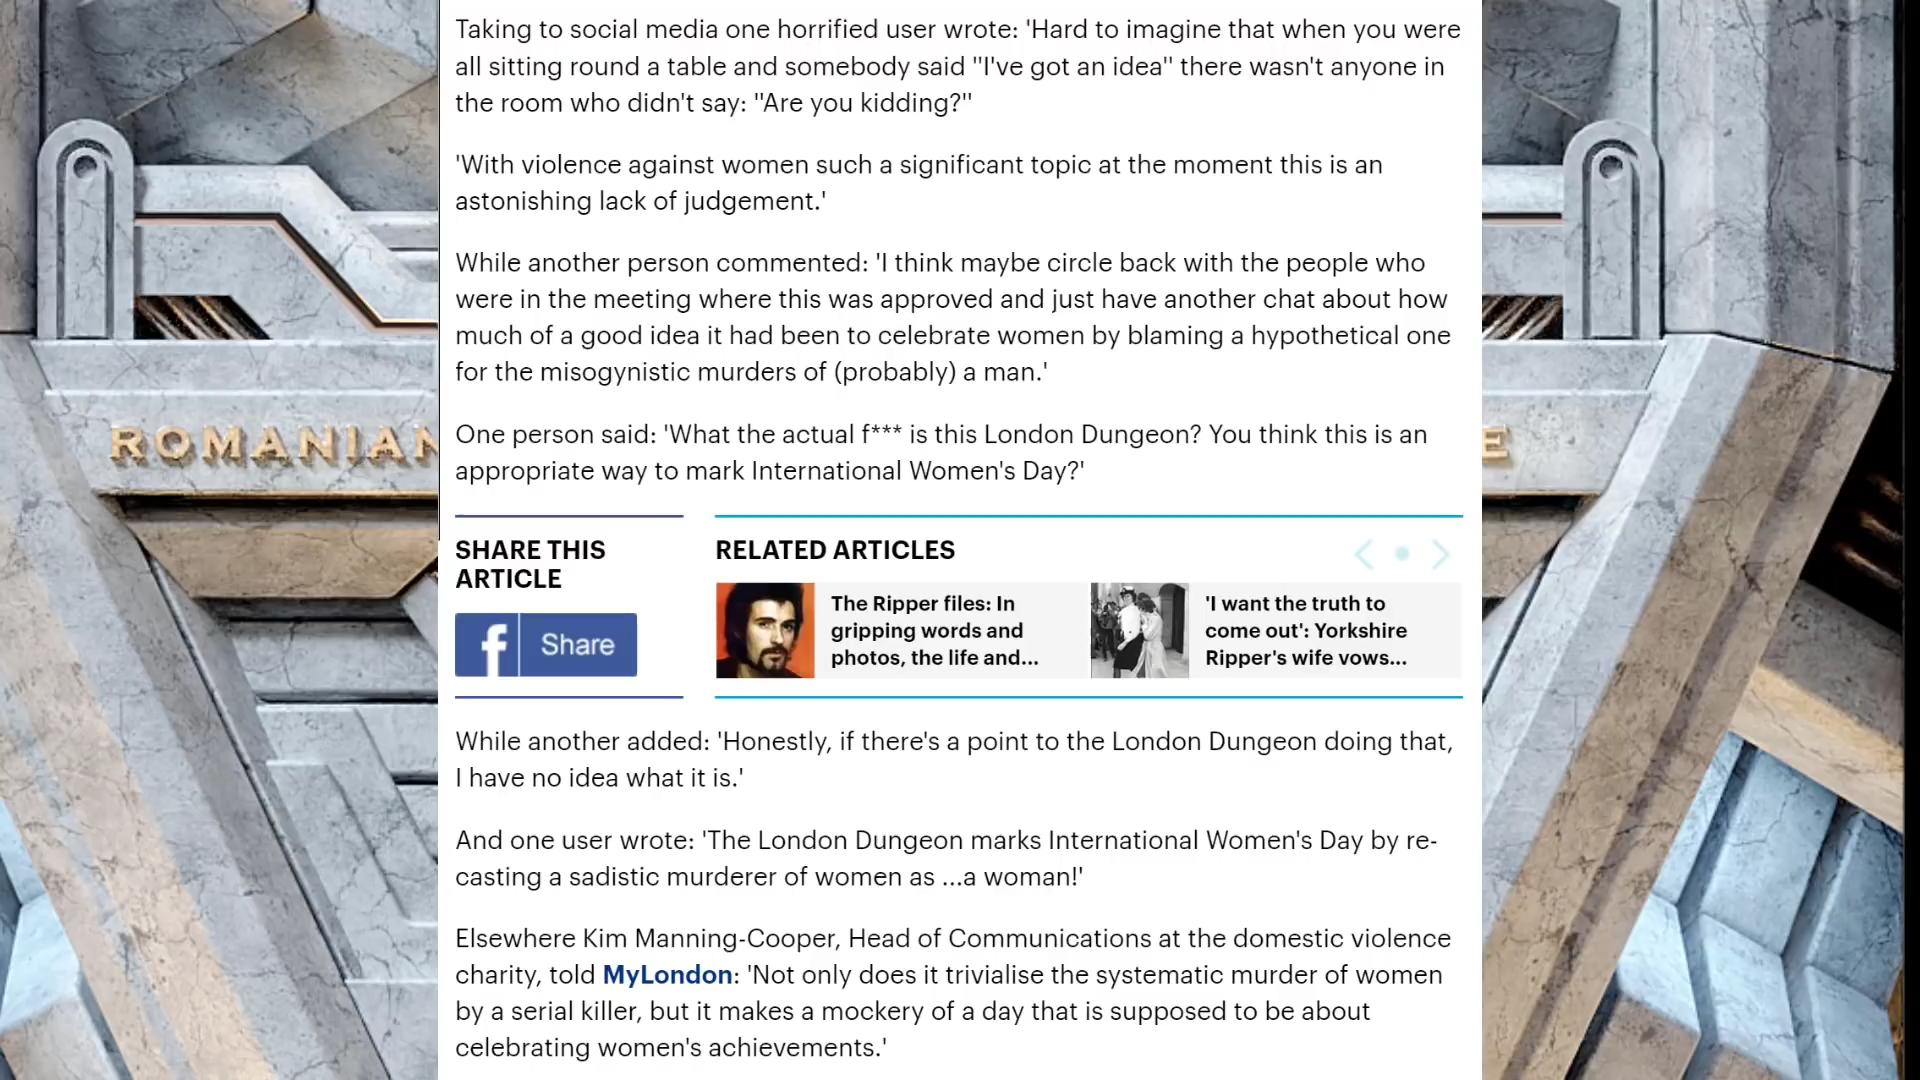 Taking to social media one horrified user wrote: 'Hard to imagine that when you were
all sitting round a table and somebody said "I've got an idea" there wasn't anyone in
the room who didn't say: "Are you kidding?"
'With violence against women such a significant topic at the moment this is an
astonishing lack of judgement.'
While another person commented: 'I think maybe circle back with the people who
were in the meeting where this was approved and just have another chat about how
much of a good idea it had been to celebrate women by blaming a hypothetical one
for the misogynistic murders of (probably) a man.'
ROMANIAN
E
One person said: 'What the actual f*** is this London Dungeon? You think this is an
appropriate way to mark International Women's Day?'
SHARE THIS
ARTICLE
f Share
RELATED ARTICLES
The Ripper files: In
gripping words and
photos, the life and...
'I want the truth to
come out': Yorkshire
Ripper's wife vows...
While another added: 'Honestly, if there's a point to the London Dungeon doing that,
I have no idea what it is.'
And one user wrote: 'The London Dungeon marks International Women's Day by re-
casting a sadistic murderer of women as ...a woman!'
Elsewhere Kim Manning-Cooper, Head of Communications at the domestic violence
charity, told MyLondon: 'Not only does it trivialise the systematic murder of women
by a serial killer, but it makes a mockery of a day that is supposed to be about
celebrating women's achievements.'